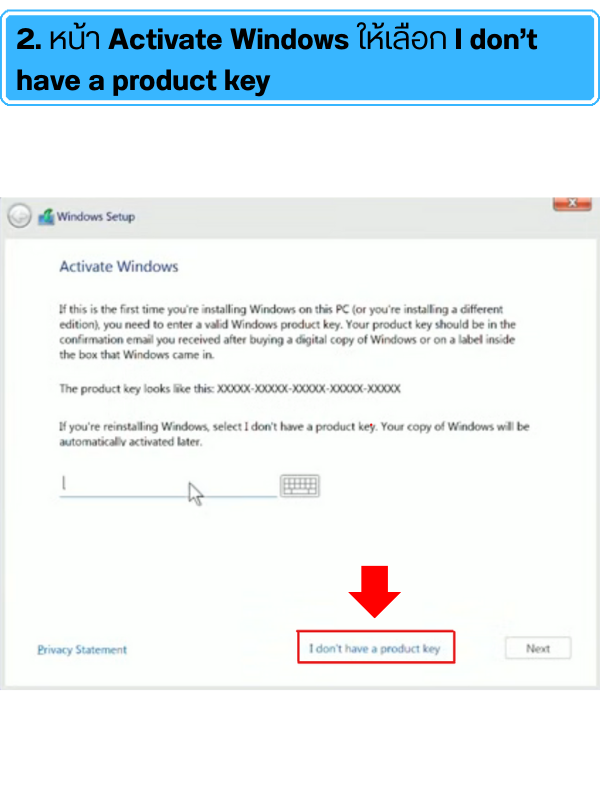 2. หน้า Activate Windows ให้เลือก I don't
have a product key
Windows Setup
Activate Windows
If this is the first time you're installing Windows on this PC (or you're installing a different
edition), you need to enter a valid Windows product key. Your product key should be in the
confirmation email you received after buying a digital copy of Windows or on a label inside
the box that Windows came in.
The product key looks like this: XXXXX-XXXXX-XXXXX-XXXXX-XXXXX
If you're reinstalling Windows, select I don't have a product key. Your copy of Windows will be
automatically activated later.
Privacy Statement
I don't have a product key
Next